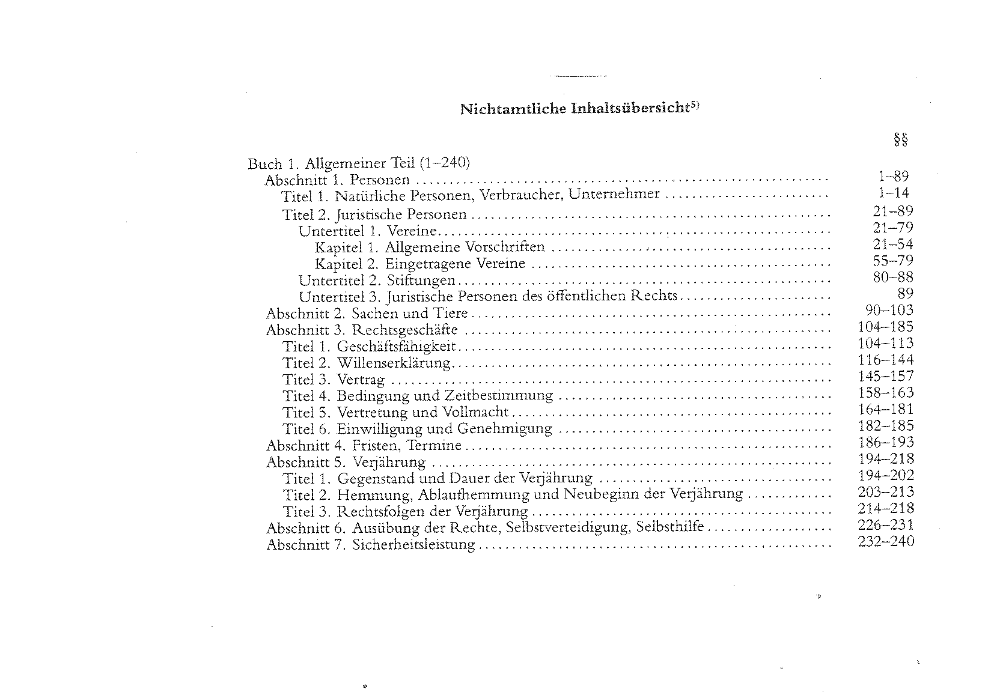 Nichtamtliche Inhaltsübersicht⁵⁾
§§
Buch 1. Allgemeiner Teil (1–240)
Abschnitt 1. Personen ........................................................ 1–89
Titel 1. Natürliche Personen, Verbraucher, Unternehmer ........................ 1–14
Titel 2. Juristische Personen ........................................................ 21–89
Untertitel 1. Vereine........................................................ 21–79
Kapitel 1. Allgemeine Vorschriften ........................................ 21–54
Kapitel 2. Eingetragene Vereine ........................................ 55–79
Untertitel 2. Stiftungen........................................................ 80–88
Untertitel 3. Juristische Personen des öffentlichen Rechts...................... 89
Abschnitt 2. Sachen und Tiere.................................................... 90–103
Abschnitt 3. Rechtsgeschäfte .................................................... 104–185
Titel 1. Geschäftsfähigkeit.................................................... 104–113
Titel 2. Willenserklärung.................................................... 116–144
Titel 3. Vertrag ............................................................ 145–157
Titel 4. Bedingung und Zeitbestimmung ........................................ 158–163
Titel 5. Vertretung und Vollmacht............................................ 164–181
Titel 6. Einwilligung und Genehmigung ........................................ 182–185
Abschnitt 4. Fristen, Termine.................................................... 186–193
Abschnitt 5. Verjährung ........................................................ 194–218
Titel 1. Gegenstand und Dauer der Verjährung ................................ 194–202
Titel 2. Hemmung, Ablaufhemmung und Neubeginn der Verjährung ............. 203–213
Titel 3. Rechtsfolgen der Verjährung........................................ 214–218
Abschnitt 6. Ausübung der Rechte, Selbstverteidigung, Selbsthilfe................... 226–231
Abschnitt 7. Sicherheitsleistung.................................................... 232–240